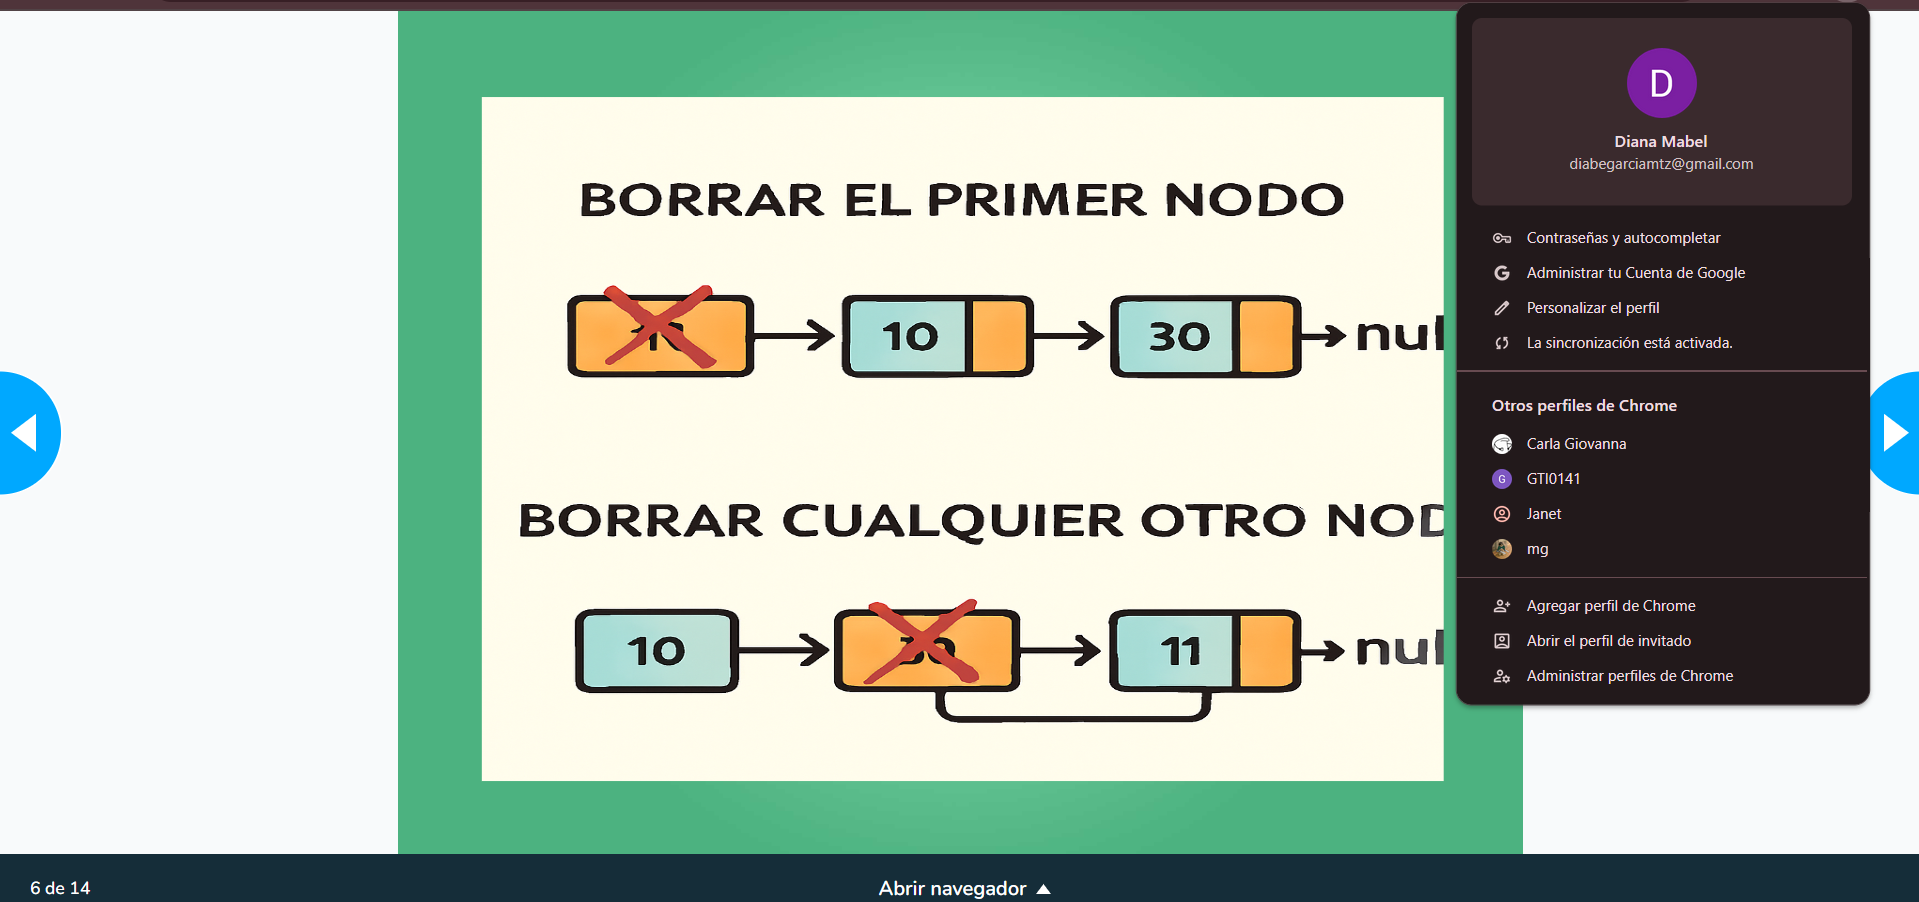 BORRAR EL PRIMER NODO
10 30 nul
BORRAR CUALQUIER OTRO NOD
10 11 nul
D
Diana Mabel
diabegarciamtz@gmail.com
Contraseñas y autocompletar
G Administrar tu Cuenta de Google
Personalizar el perfil
La sincronización está activada.
Otros perfiles de Chrome
Carla Giovanna
G GTI0141
Janet
mg
Agregar perfil de Chrome
Abrir el perfil de invitado
Administrar perfiles de Chrome
6 de 14
Abrir navegador